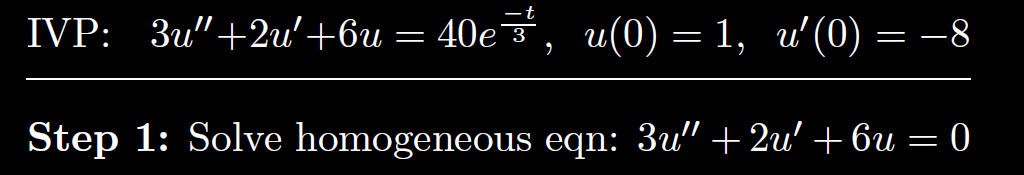 IVP: 3u″+2u′+6u = 40e^{\frac{-t}{3}}, u(0) = 1, u′(0) = −8
Step 1: Solve homogeneous eqn: 3u″ + 2u′ + 6u = 0